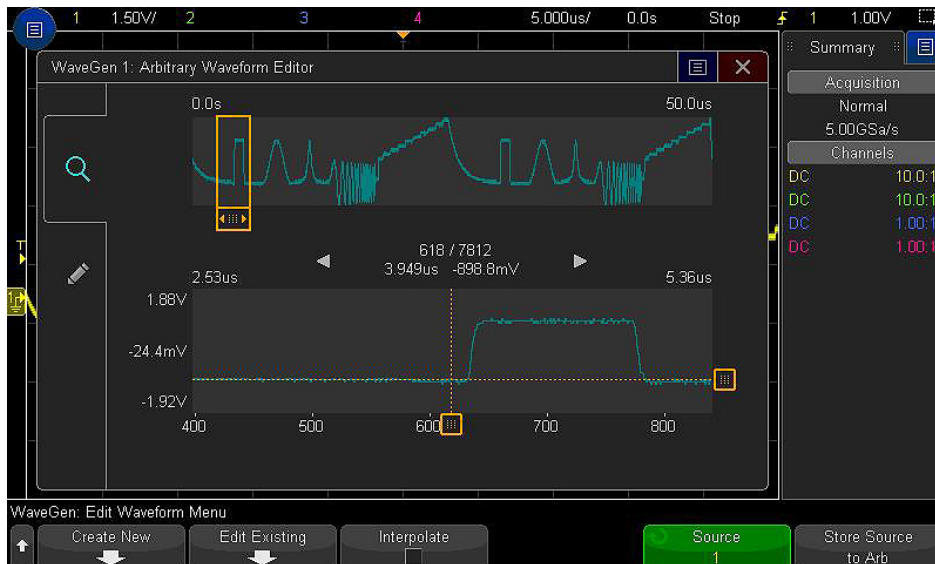 1 1.50V/ 2 3 4 5.000us/ 0.0s Stop 1 1.00V
Summary
WaveGen 1: Arbitrary Waveform Editor
Acquisition
Normal
5.00GSa/s
Channels
DC 10.0:1
DC 10.0:1
DC 1.00:1
DC 1.00:1
0.0s 50.0us
618 / 7812
3.949us -898.8mV
2.53us 5.36us
1.88V
-24.4mV
-1.92V
400 500 600 700 800
T
1
WaveGen: Edit Waveform Menu
Create New Edit Existing Interpolate Source Store Source
1 to Arb